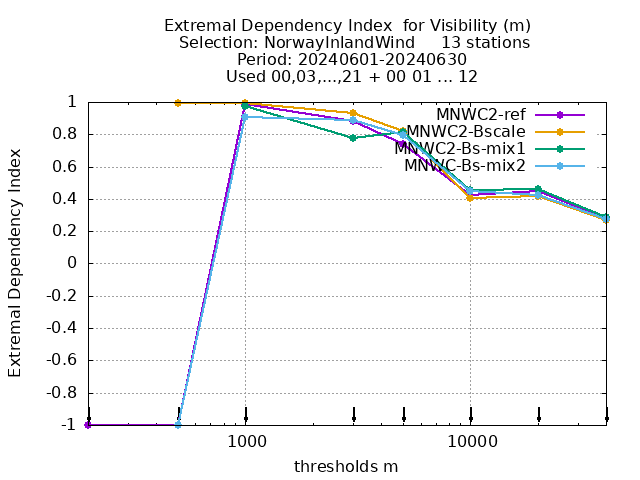 Extremal Dependency Index  for Visibility (m)
Selection: NorwayInlandWind     13 stations
Period: 20240601-20240630
Used 00,03,...,21 + 00 01 ... 12
MNWC2-ref
MNWC2-Bscale
MNWC2-Bs-mix1
MNWC-Bs-mix2
Extremal Dependency Index
1
0.8
0.6
0.4
0.2
0
-0.2
-0.4
-0.6
-0.8
-1
1000
10000
thresholds m